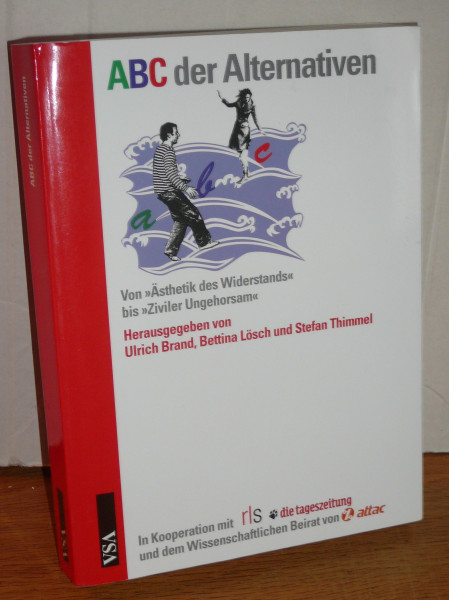 ABC der Alternativen
a b c
Von »Ästhetik des Widerstands«
bis »Ziviler Ungehorsam«
Herausgegeben von
Ulrich Brand, Bettina Lösch und Stefan Thimmel
In Kooperation mit rls die tageszeitung
und dem Wissenschaftlichen Beirat von attac
VSA
ABC der Alternativen
VSA